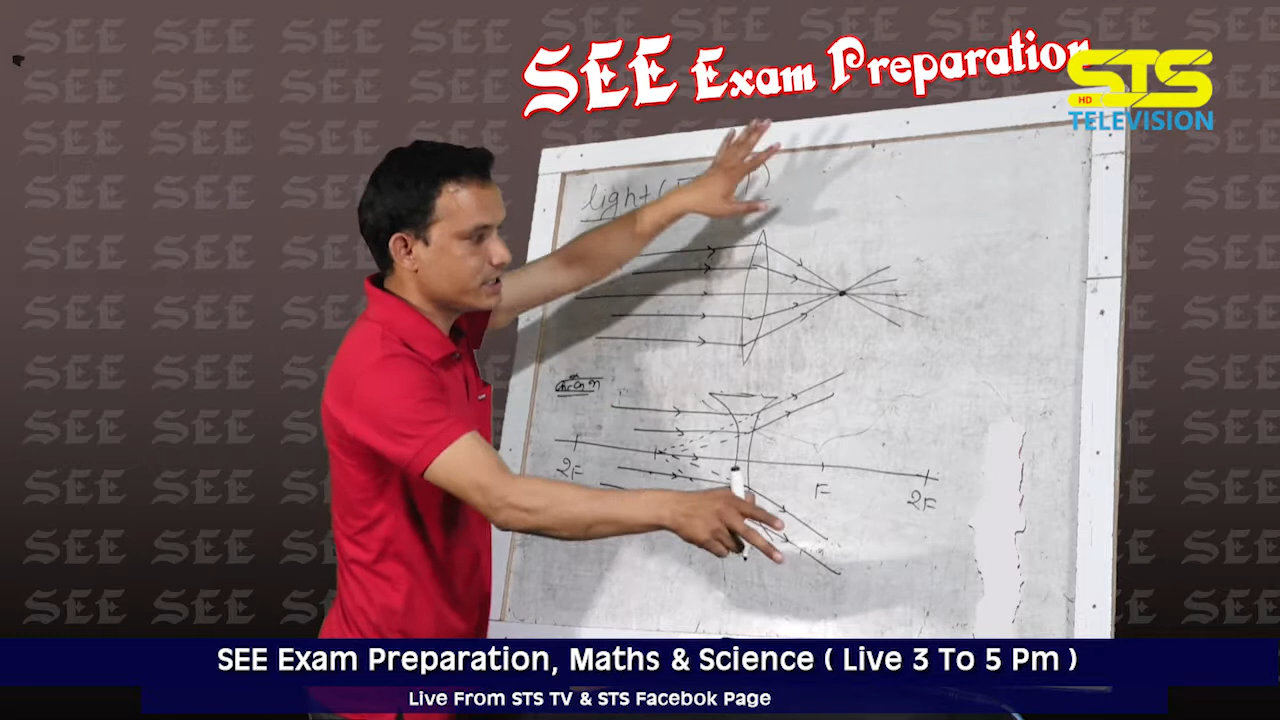 SEE Exam Preparation
HD STS
TELEVISION
light (
2F
F
2F
SEE Exam Preparation, Maths & Science ( Live 3 To 5 Pm )
Live From STS TV & STS Facebok Page